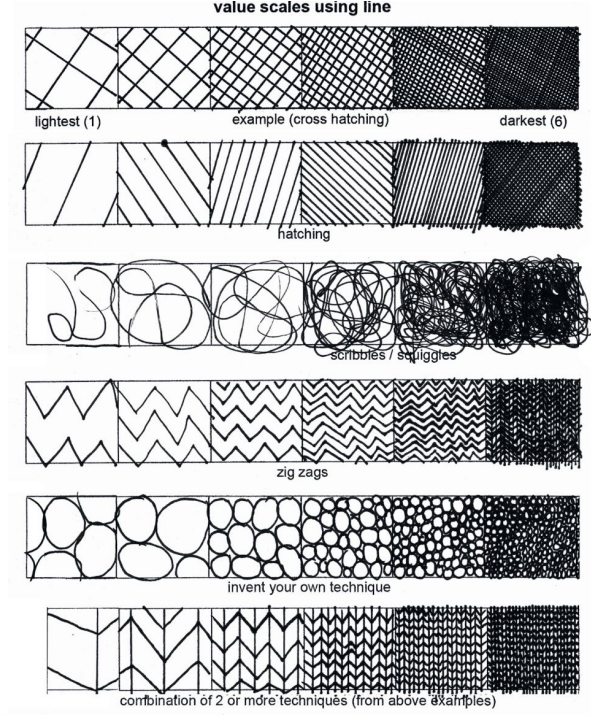 value scales using line
lightest (1)
example (cross hatching)
darkest (6)
hatching
scribbles / squiggles
zig zags
invent your own technique
combination of 2 or more techniques (from above examples)